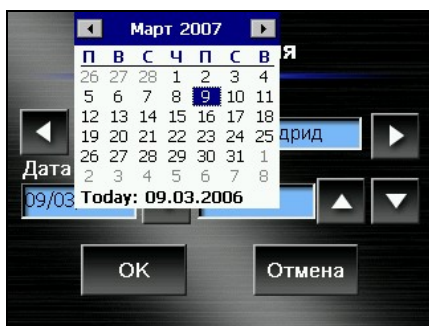 Март 2007
я
П В С Ч П С В
26 27 28 1 2 3 4
5 6 7 8 9 10 11
12 13 14 15 16 17 18
19 20 21 22 23 24 25
дрид
26 27 28 29 30 31 1
Дата
2 3 4 5 6 7 8
09/03
Today: 09.03.2006
OK
Отмена